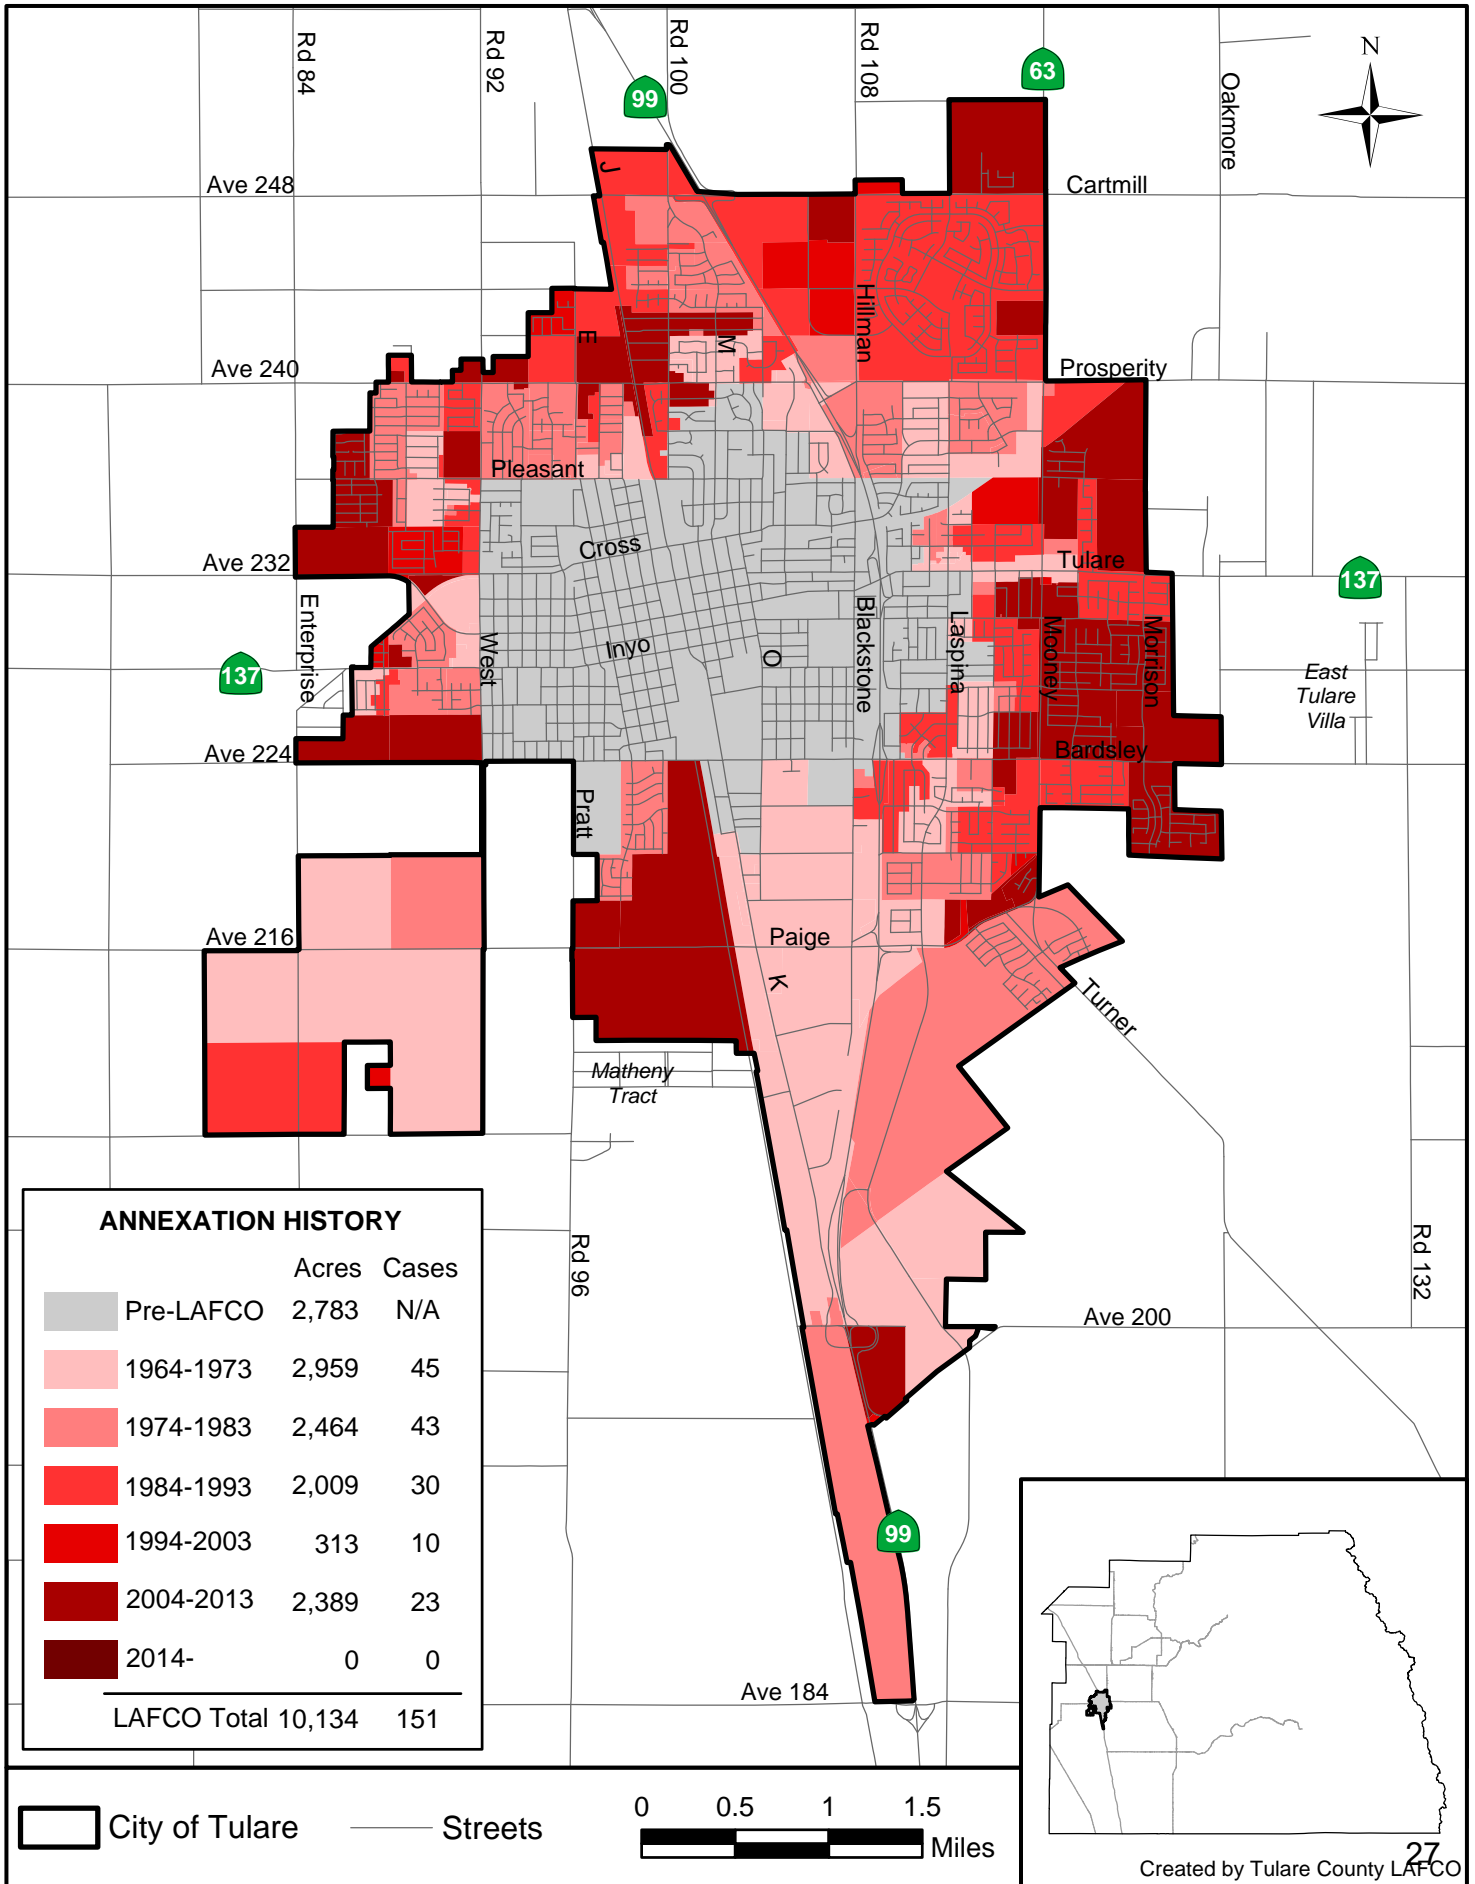 Rd 84
Rd 92
99
Rd 100
Rd 108
63
Oakmore
N
Ave 248
J
Cartmill
Ave 240
E
M
Hillman
Prosperity
Pleasant
Cross
Ave 232
Tulare
137
Enterprise
West
Inyo
O
Blackstone
Laspina
Mooney
Morrison
137
East
Tulare
Villa
Ave 224
Bardsley
Pratt
Ave 216
Paige
K
Turner
Matheny
Tract
Rd 96
Ave 200
Rd 132
99
Ave 184
ANNEXATION HISTORY
Acres Cases
Pre-LAFCO 2,783 N/A
1964-1973 2,959 45
1974-1983 2,464 43
1984-1993 2,009 30
1994-2003 313 10
2004-2013 2,389 23
2014- 0 0
LAFCO Total 10,134 151
City of Tulare
Streets
0 0.5 1 1.5
Miles
27
Created by Tulare County LAFCO